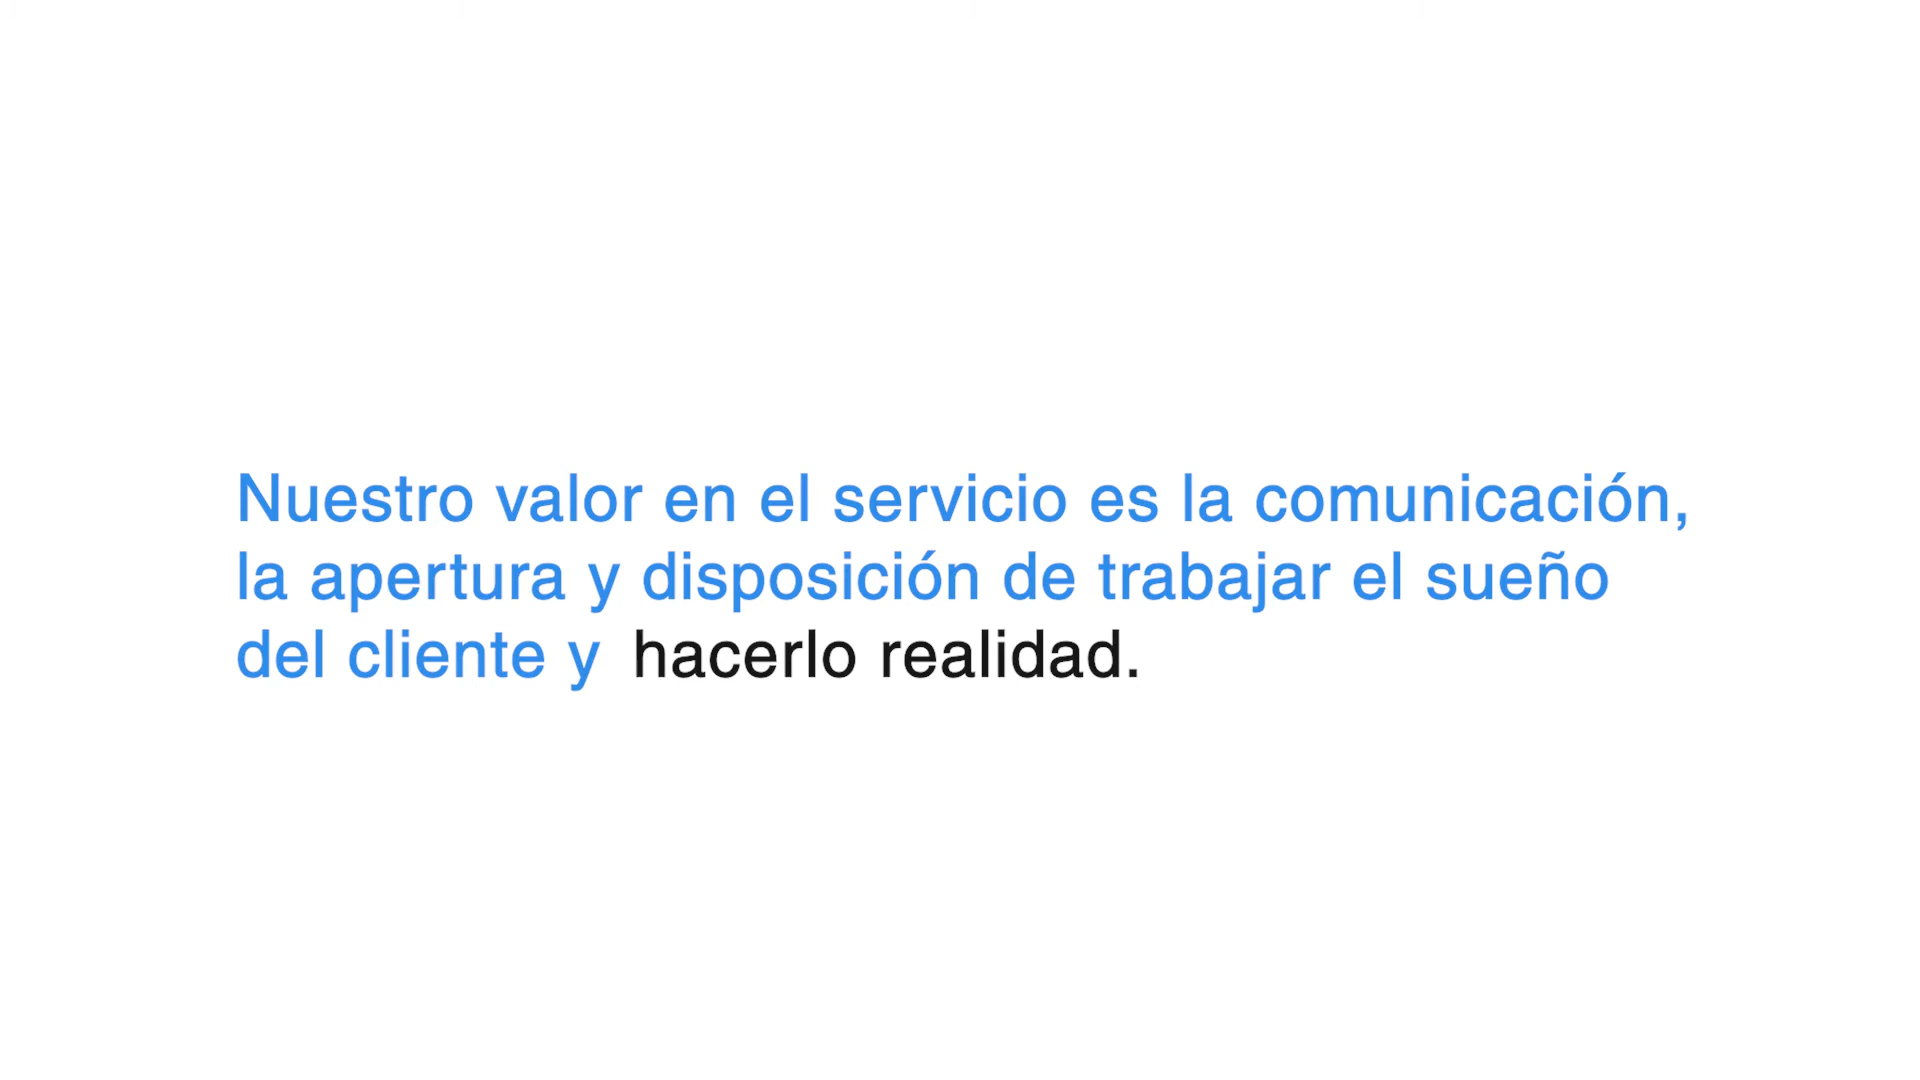 Nuestro valor en el servicio es la comunicación,
la apertura y disposición de trabajar el sueño
del cliente y hacerlo realidad.